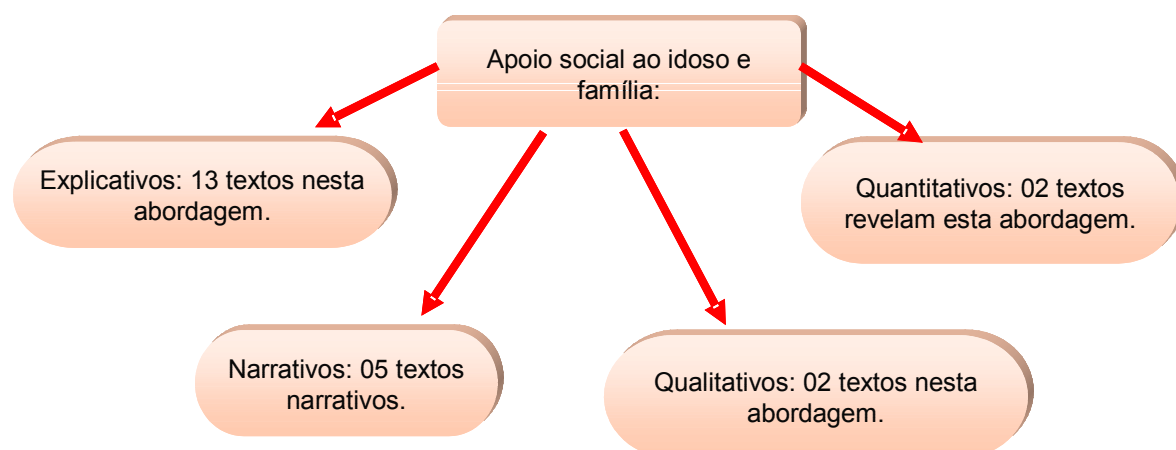 Apoio social ao idoso e
família:
Explicativos: 13 textos nesta
abordagem.
Quantitativos: 02 textos
revelam esta abordagem.
Narrativos: 05 textos
narrativos.
Qualitativos: 02 textos nesta
abordagem.